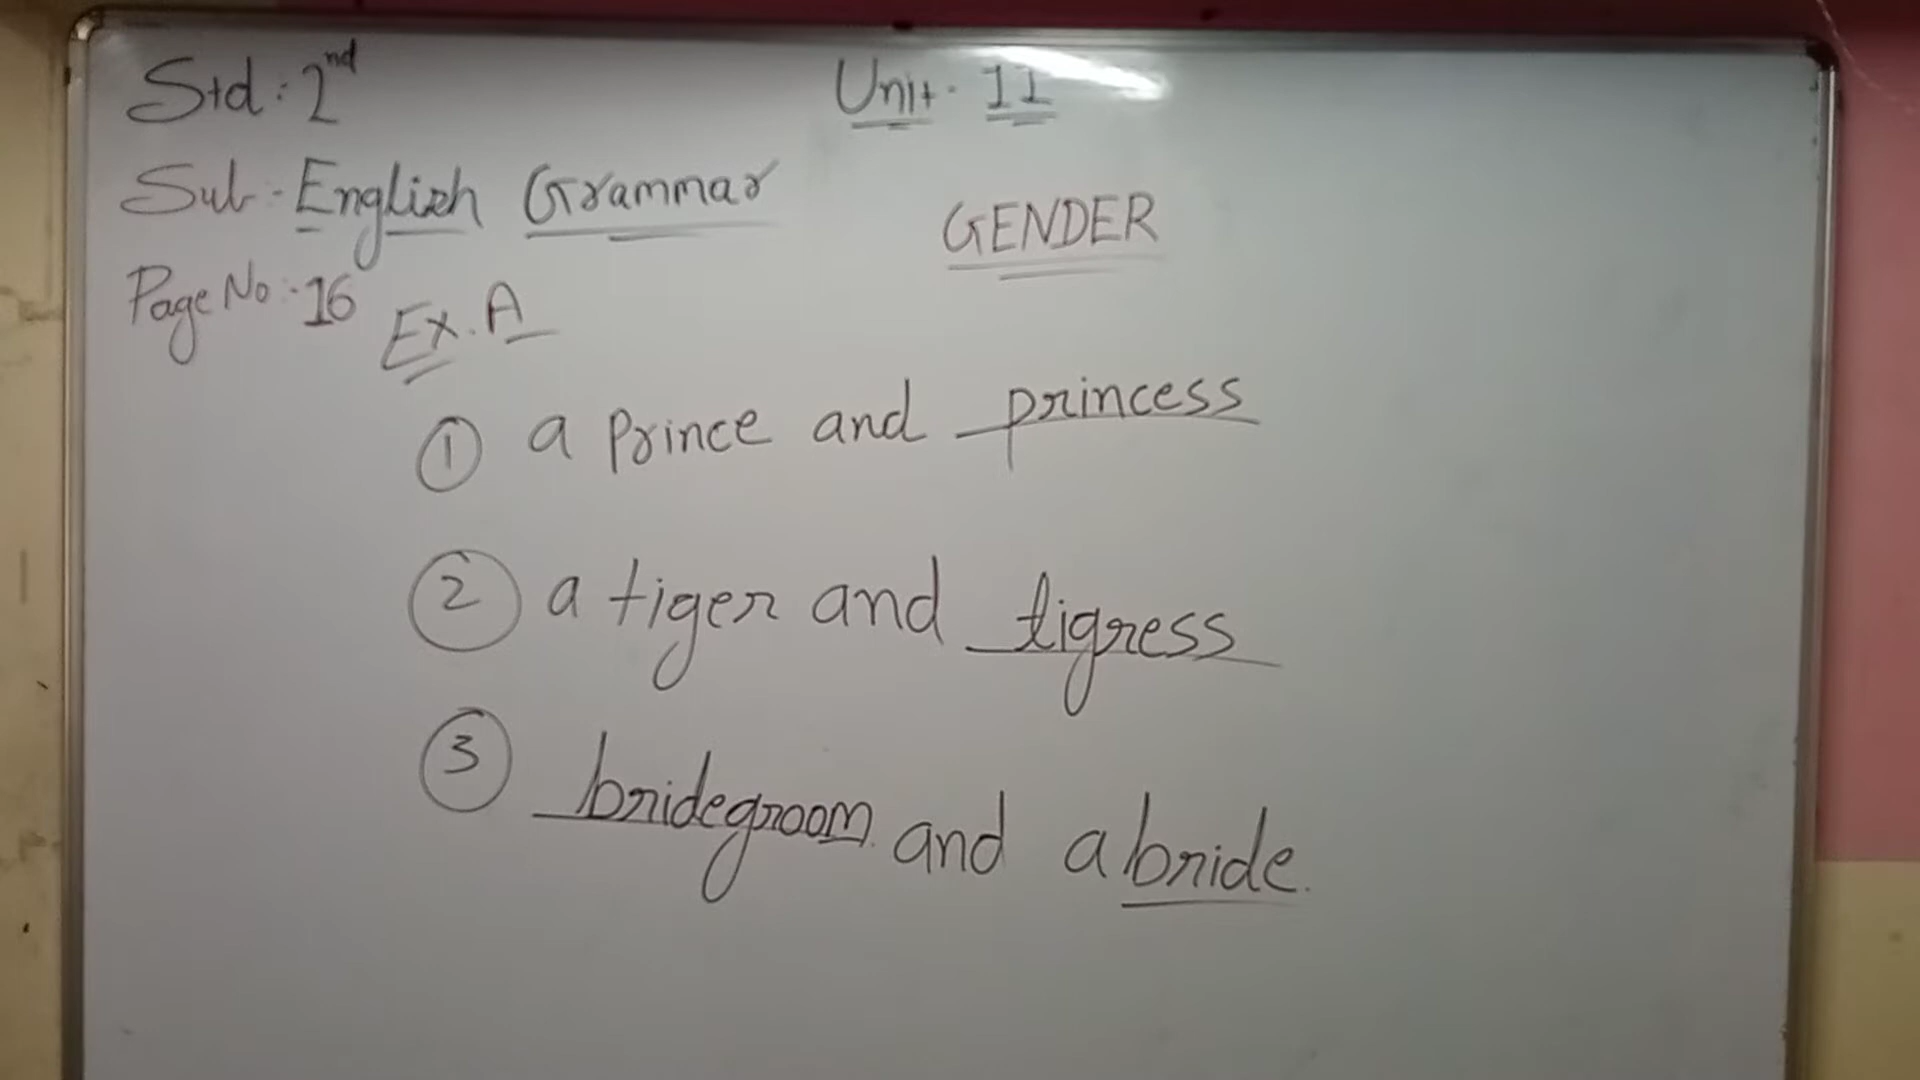 Std : 2nd
Unit - 11
Sub - English Grammar
GENDER
Page No :- 16
Ex. A
1 a prince and princess
2 a tiger and tigress
3 bridegroom and a bride.